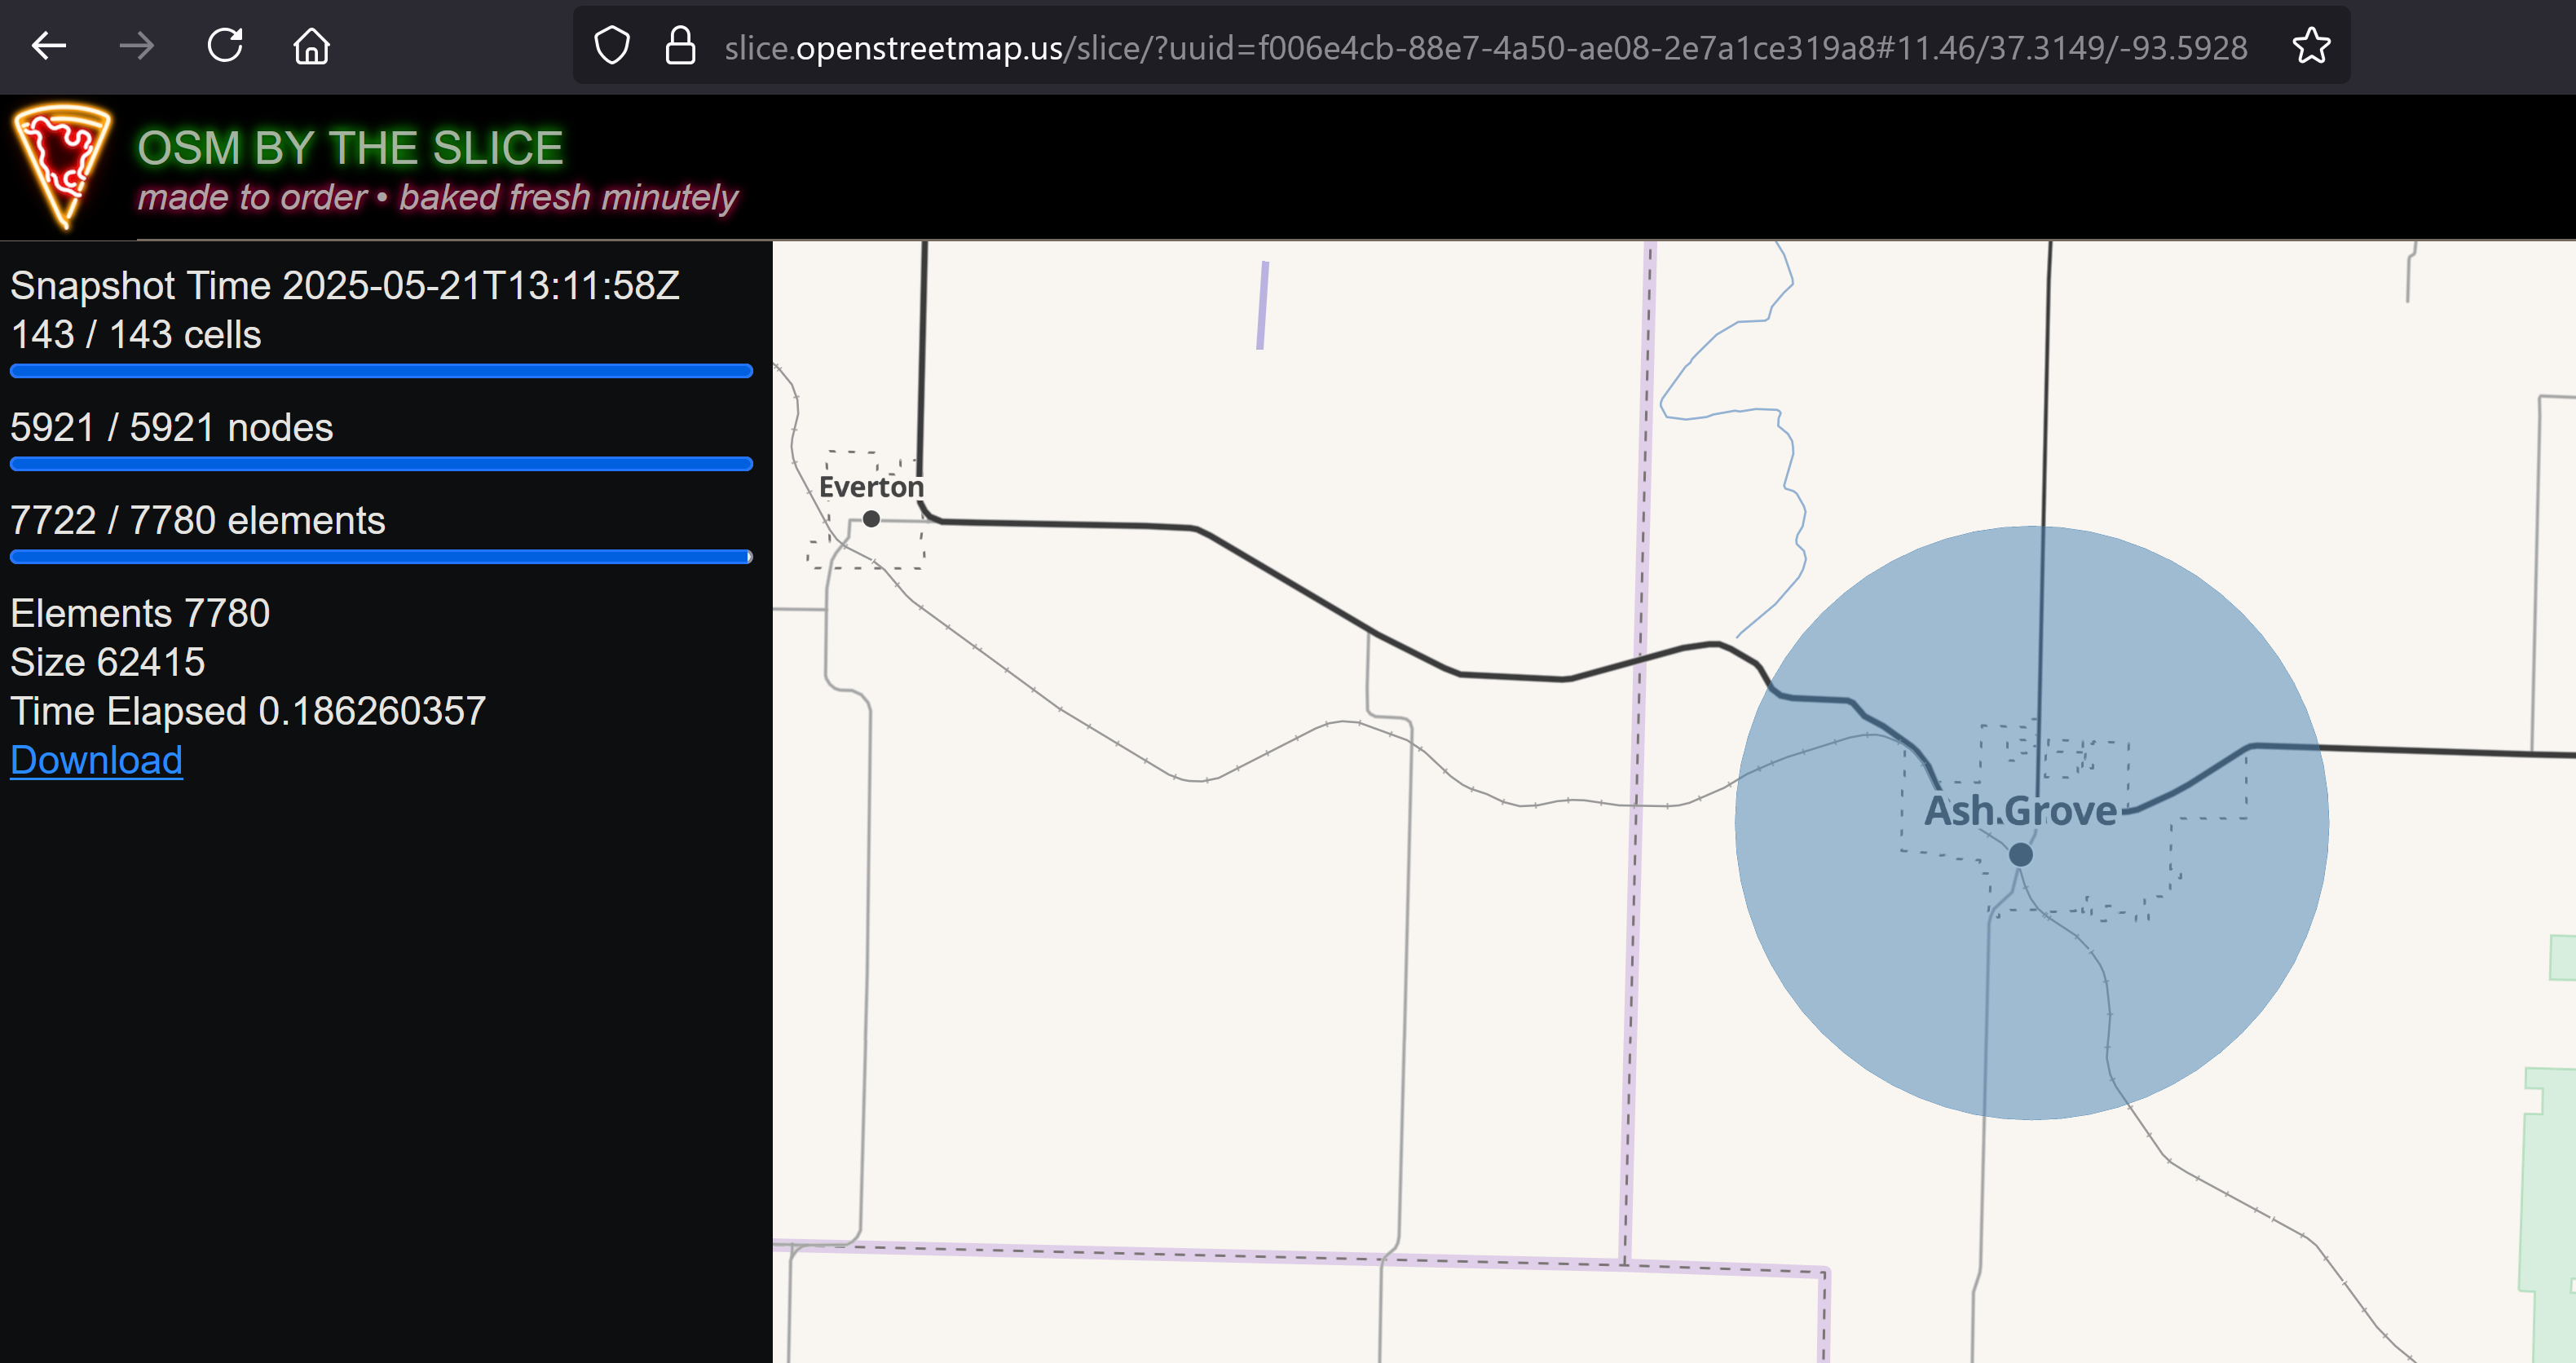 slice.openstreetmap.us/slice/?uuid=f006e4cb-88e7-4a50-ae08-2e7a1ce319a8#11.46/37.3149/-93.5928
OSM BY THE SLICE
made to order • baked fresh minutely
Snapshot Time 2025-05-21T13:11:58Z
143 / 143 cells
5921 / 5921 nodes
7722 / 7780 elements
Elements 7780
Size 62415
Time Elapsed 0.186260357
Download
Everton
Ash Grove